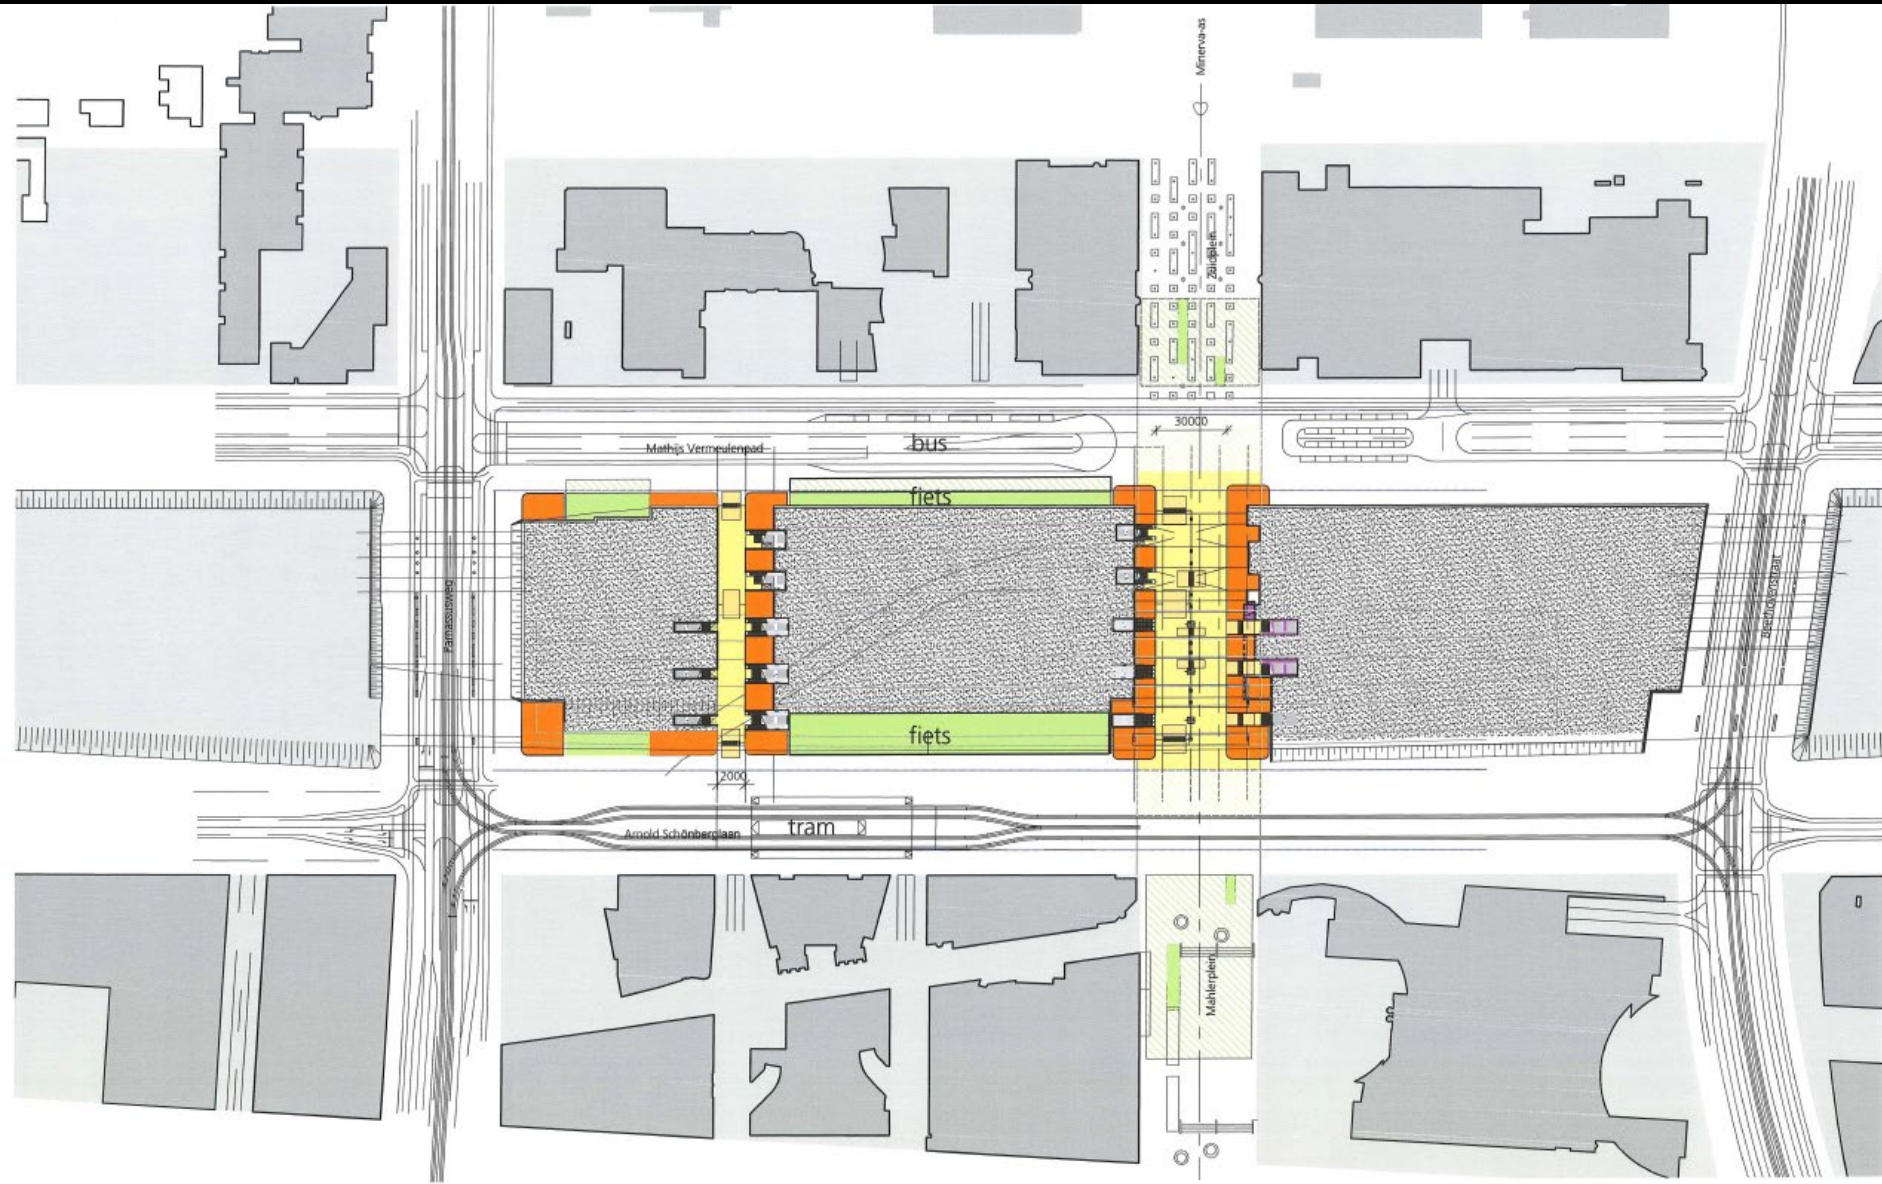 Minerva-as
Zuidplein
30000
bus
Mathijs Vermeulenpad
fiets
Parnassusweg
Beethovenstraat
fiets
2000
tram
Arnold Schönberglaan
Mahlerplein